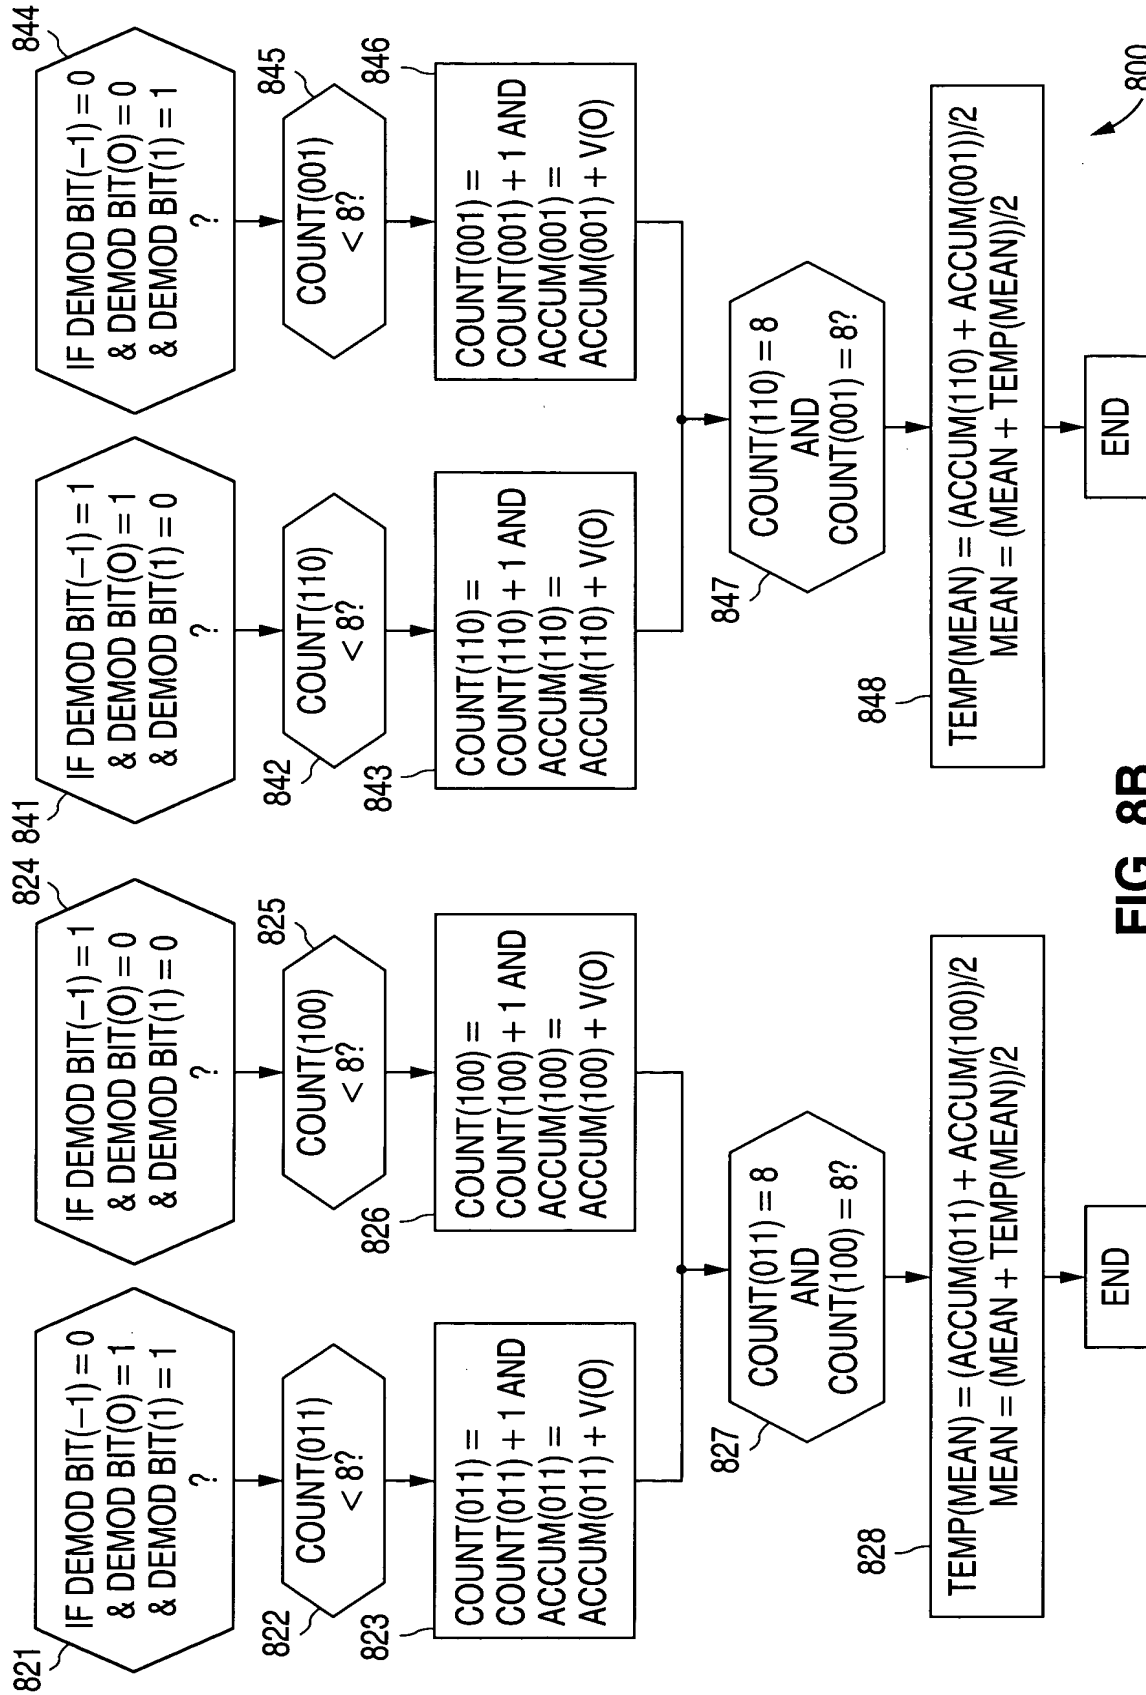 821
IF DEMOD BIT(−1) = 0
& DEMOD BIT(O) = 1
& DEMOD BIT(1) = 1
?
822
COUNT(011)
< 8?
823
COUNT(011) =
COUNT(011) + 1 AND
ACCUM(011) =
ACCUM(011) + V(O)
824
IF DEMOD BIT(−1) = 1
& DEMOD BIT(O) = 0
& DEMOD BIT(1) = 0
?
825
COUNT(100)
< 8?
826
COUNT(100) =
COUNT(100) + 1 AND
ACCUM(100) =
ACCUM(100) + V(O)
827
COUNT(011) = 8
AND
COUNT(100) = 8?
828
TEMP(MEAN) = (ACCUM(011) + ACCUM(100))/2
MEAN = (MEAN + TEMP(MEAN))/2
END
841
IF DEMOD BIT(−1) = 1
& DEMOD BIT(O) = 1
& DEMOD BIT(1) = 0
?
842
COUNT(110)
< 8?
843
COUNT(110) =
COUNT(110) + 1 AND
ACCUM(110) =
ACCUM(110) + V(O)
844
IF DEMOD BIT(−1) = 0
& DEMOD BIT(O) = 0
& DEMOD BIT(1) = 1
?
845
COUNT(001)
< 8?
846
COUNT(001) =
COUNT(001) + 1 AND
ACCUM(001) =
ACCUM(001) + V(O)
847
COUNT(110) = 8
AND
COUNT(001) = 8?
848
TEMP(MEAN) = (ACCUM(110) + ACCUM(001))/2
MEAN = (MEAN + TEMP(MEAN))/2
END
800
FIG. 8B